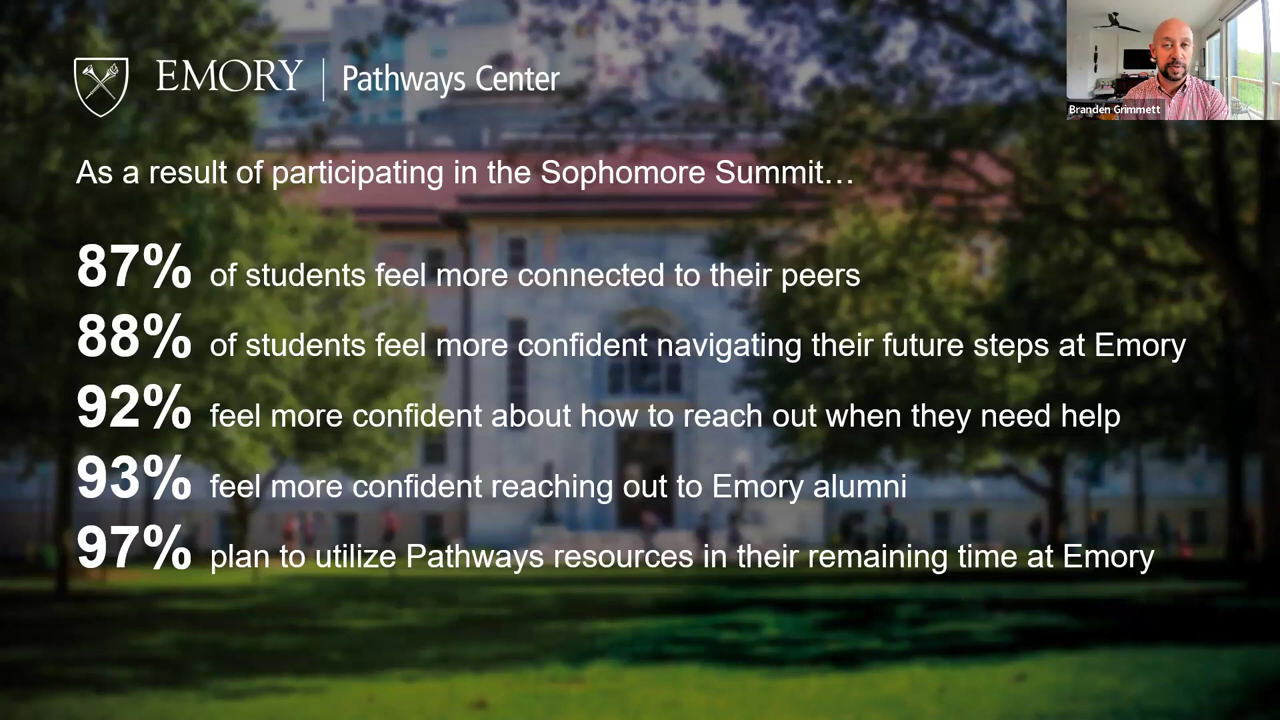 EMORY | Pathways Center
Branden Grimmett
As a result of participating in the Sophomore Summit…
87% of students feel more connected to their peers
88% of students feel more confident navigating their future steps at Emory
92% feel more confident about how to reach out when they need help
93% feel more confident reaching out to Emory alumni
97% plan to utilize Pathways resources in their remaining time at Emory